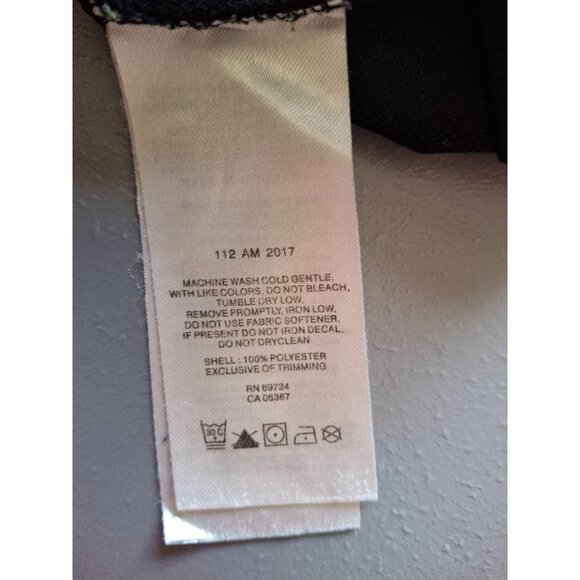 112 AM 2017
MACHINE WASH COLD GENTLE,
WITH LIKE COLORS, DO NOT BLEACH,
TUMBLE DRY LOW,
REMOVE PROMPTLY, IRON LOW,
DO NOT USE FABRIC SOFTENER,
IF PRESENT DO NOT IRON DECAL,
DO NOT DRYCLEAN
SHELL : 100% POLYESTER
EXCLUSIVE OF TRIMMING
RN 69724
CA 05367
30 C